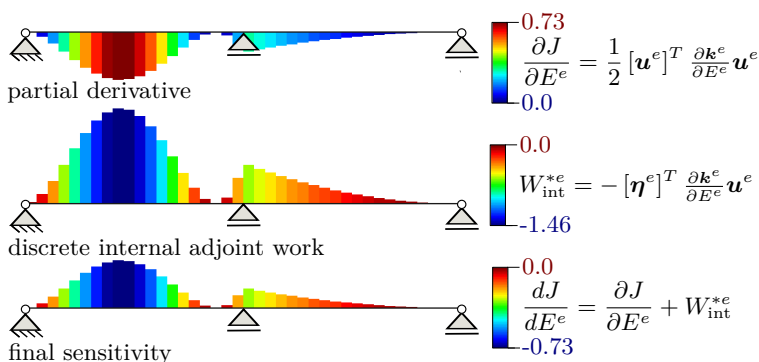 0.73
∂J/∂E^e = 1/2 [u^e]^T ∂k^e/∂E^e u^e
0.0
partial derivative
0.0
W*e_int = − [η^e]^T ∂k^e/∂E^e u^e
-1.46
discrete internal adjoint work
0.0
dJ/dE^e = ∂J/∂E^e + W*e_int
-0.73
final sensitivity